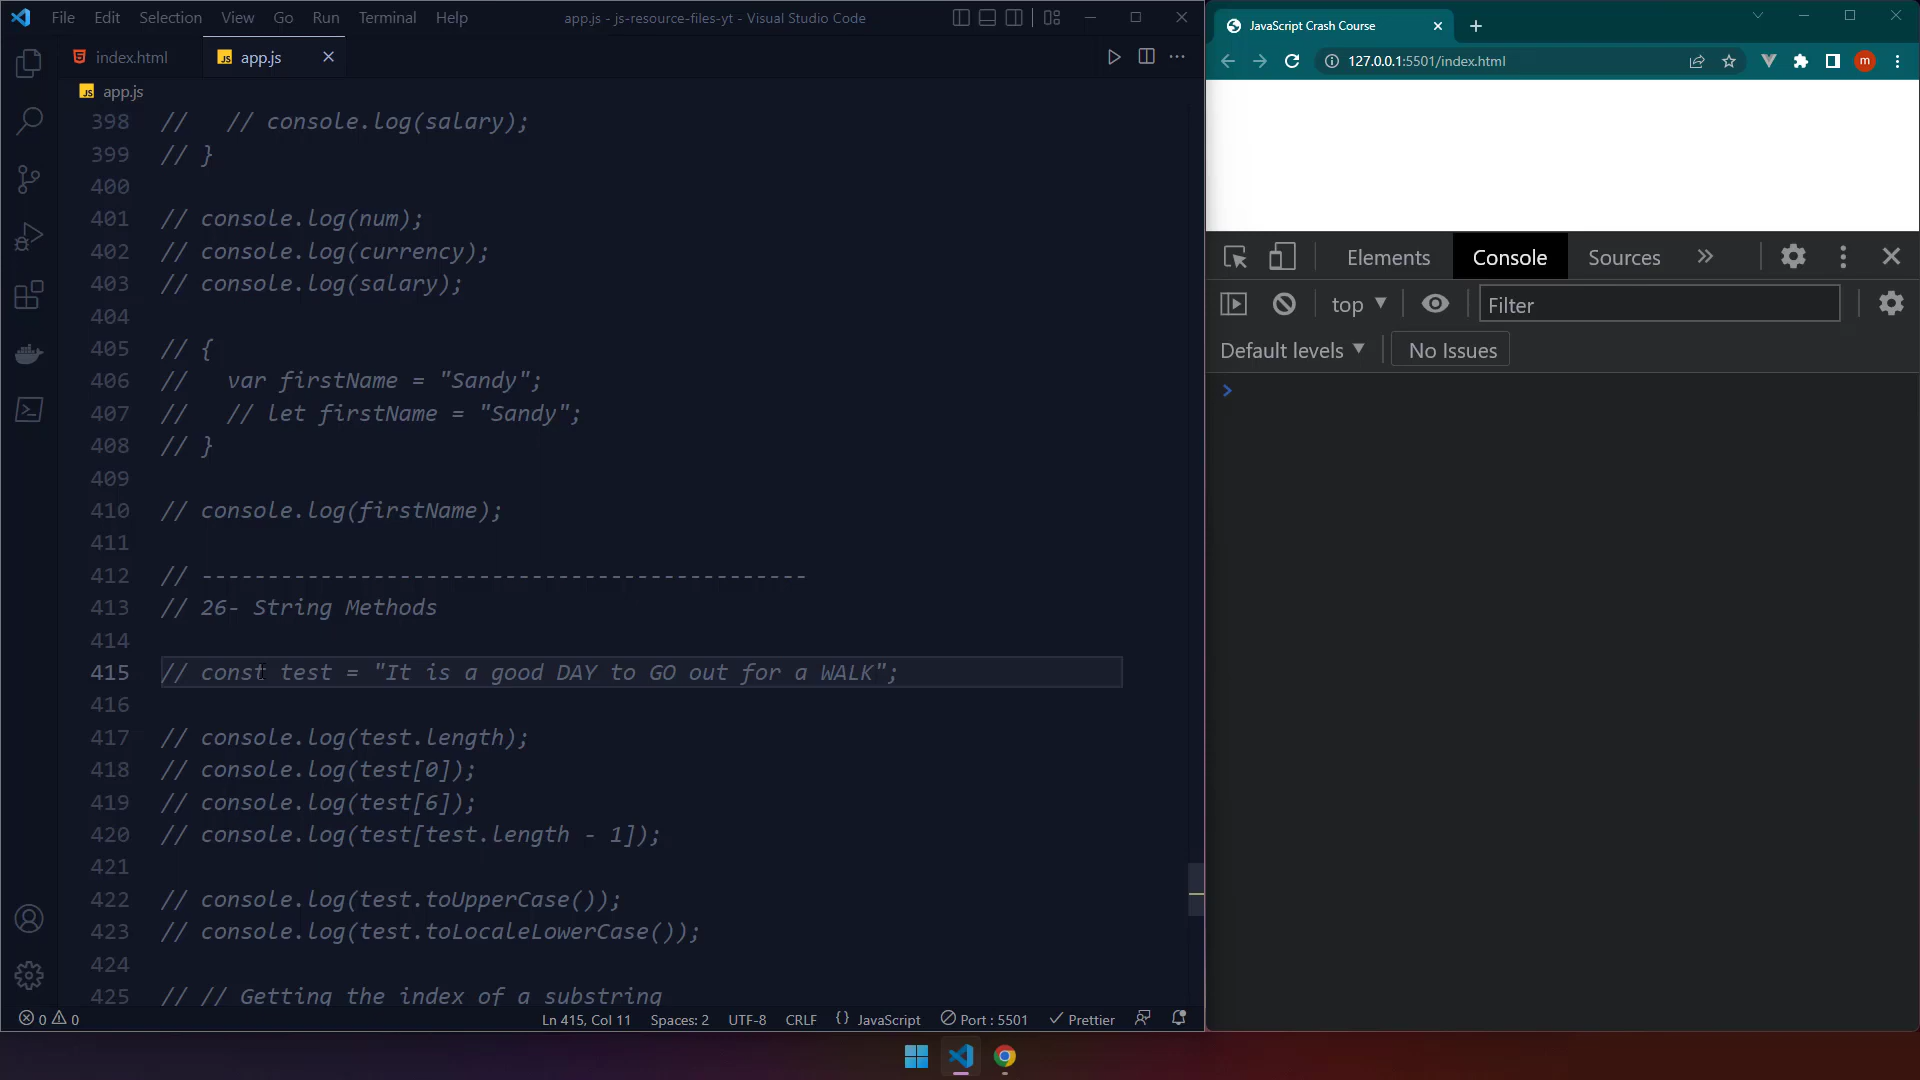 File Edit Selection View Go Run Terminal Help
app.js - js-resource-files-yt - Visual Studio Code
index.html
JS app.js
JS app.js
398 //   // console.log(salary);
399 // }
400
401 // console.log(num);
402 // console.log(currency);
403 // console.log(salary);
404
405 // {
406 //   var firstName = "Sandy";
407 //   // let firstName = "Sandy";
408 // }
409
410 // console.log(firstName);
411
412 // ----------------------------------------------
413 // 26- String Methods
414
415 // const test = "It is a good DAY to GO out for a WALK";
416
417 // console.log(test.length);
418 // console.log(test[0]);
419 // console.log(test[6]);
420 // console.log(test[test.length - 1]);
421
422 // console.log(test.toUpperCase());
423 // console.log(test.toLocaleLowerCase());
424
425 // // Getting the index of a substring
0 0
Ln 415, Col 11 Spaces: 2 UTF-8 CRLF {} JavaScript Port : 5501 Prettier
JavaScript Crash Course
127.0.0.1:5501/index.html
m
Elements Console Sources »
top Filter
Default levels No Issues
>